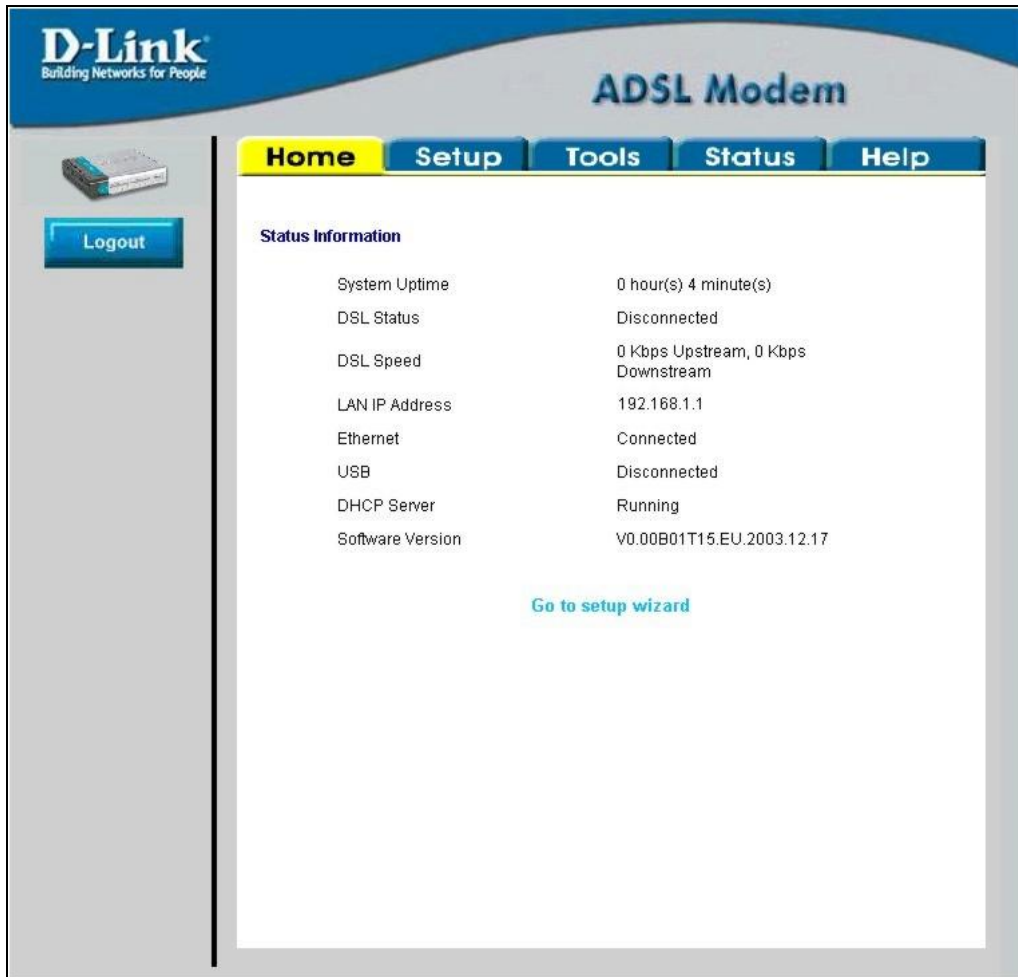 D-Link
Building Networks for People
ADSL Modem
Home Setup Tools Status Help
Logout
Status Information
System Uptime 0 hour(s) 4 minute(s)
DSL Status Disconnected
DSL Speed 0 Kbps Upstream, 0 Kbps
Downstream
LAN IP Address 192.168.1.1
Ethernet Connected
USB Disconnected
DHCP Server Running
Software Version V0.00B01T15.EU.2003.12.17
Go to setup wizard